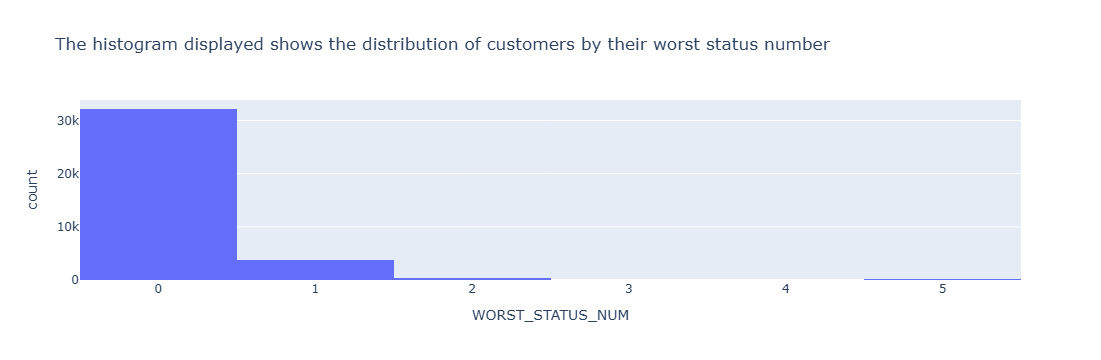 The histogram displayed shows the distribution of customers by their worst status number
30k
20k
10k
0
count
0 1 2 3 4 5
WORST_STATUS_NUM